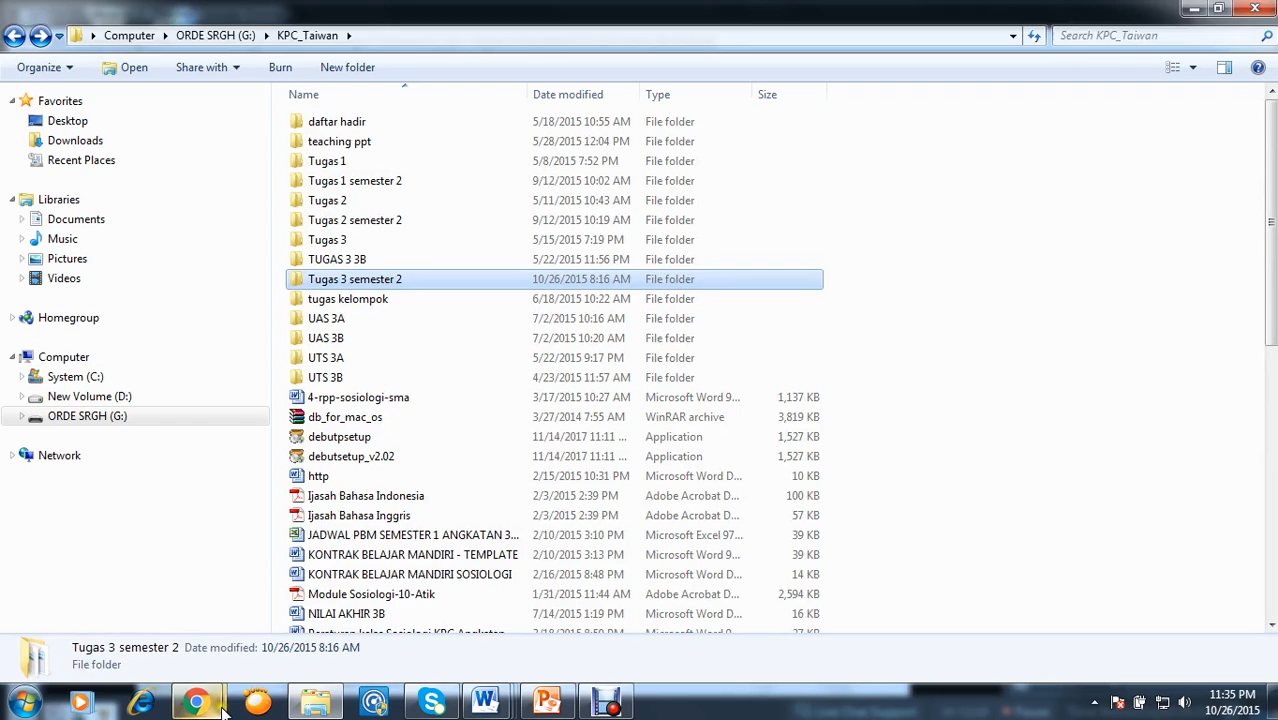 Computer ▸ ORDE SRGH (G:) ▸ KPC_Taiwan ▸ Search KPC_Taiwan
Organize Open Share with Burn New folder
Name Date modified Type Size
Favorites
Desktop
Downloads
Recent Places
Libraries
Documents
Music
Pictures
Videos
Homegroup
Computer
System (C:)
New Volume (D:)
ORDE SRGH (G:)
Network
daftar hadir 5/18/2015 10:55 AM File folder
teaching ppt 5/28/2015 12:04 PM File folder
Tugas 1 5/8/2015 7:52 PM File folder
Tugas 1 semester 2 9/12/2015 10:02 AM File folder
Tugas 2 5/11/2015 10:43 AM File folder
Tugas 2 semester 2 9/12/2015 10:19 AM File folder
Tugas 3 5/15/2015 7:19 PM File folder
TUGAS 3 3B 5/22/2015 11:56 PM File folder
Tugas 3 semester 2 10/26/2015 8:16 AM File folder
tugas kelompok 6/18/2015 10:22 AM File folder
UAS 3A 7/2/2015 10:16 AM File folder
UAS 3B 7/2/2015 10:20 AM File folder
UTS 3A 5/22/2015 9:17 PM File folder
UTS 3B 4/23/2015 11:57 AM File folder
4-rpp-sosiologi-sma 3/17/2015 10:27 AM Microsoft Word 9... 1,137 KB
db_for_mac_os 3/27/2014 7:55 AM WinRAR archive 3,819 KB
debutpsetup 11/14/2017 11:11 ... Application 1,527 KB
debutsetup_v2.02 11/14/2017 11:11 ... Application 1,527 KB
http 2/15/2015 10:31 PM Microsoft Word D... 10 KB
Ijasah Bahasa Indonesia 2/3/2015 2:39 PM Adobe Acrobat D... 100 KB
Ijasah Bahasa Inggris 2/3/2015 2:39 PM Adobe Acrobat D... 57 KB
JADWAL PBM SEMESTER 1 ANGKATAN 3... 2/10/2015 3:10 PM Microsoft Excel 97... 39 KB
KONTRAK BELAJAR MANDIRI - TEMPLATE 2/10/2015 3:13 PM Microsoft Word 9... 39 KB
KONTRAK BELAJAR MANDIRI SOSIOLOGI 2/16/2015 8:48 PM Microsoft Word D... 14 KB
Module Sosiologi-10-Atik 1/31/2015 11:44 AM Adobe Acrobat D... 2,594 KB
NILAI AKHIR 3B 7/14/2015 1:19 PM Microsoft Word D... 16 KB
Tugas 3 semester 2 Date modified: 10/26/2015 8:16 AM
File folder
11:35 PM
10/26/2015